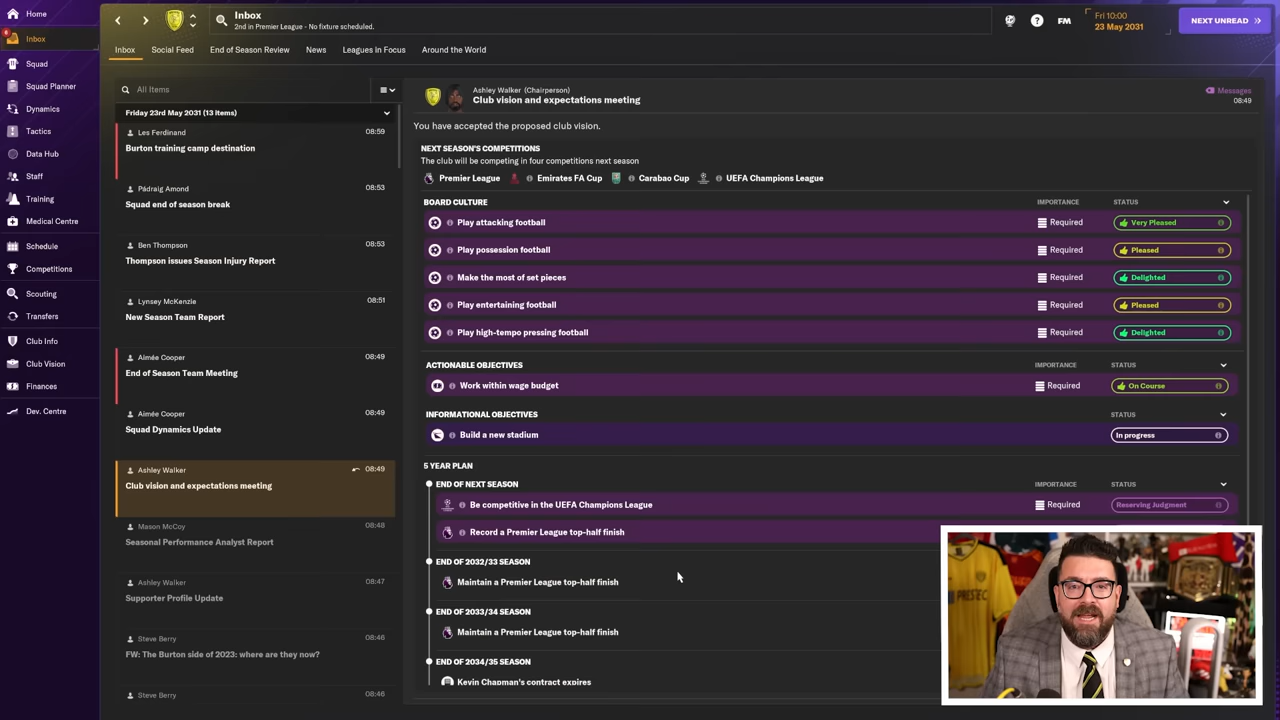 Home
Inbox
Squad
Squad Planner
Dynamics
Tactics
Data Hub
Staff
Training
Medical Centre
Schedule
Competitions
Scouting
Transfers
Club Info
Club Vision
Finances
Dev. Centre
Inbox
2nd in Premier League - No fixture scheduled.
FM
Fri 10:00
23 May 2031
NEXT UNREAD
Inbox
Social Feed
End of Season Review
News
Leagues in Focus
Around the World
All Items
Friday 23rd May 2031 (13 items)
Les Ferdinand 08:59
Burton training camp destination
Pádraig Amond 08:53
Squad end of season break
Ben Thompson 08:53
Thompson issues Season Injury Report
Lynsey McKenzie 08:51
New Season Team Report
Aimée Cooper 08:49
End of Season Team Meeting
Aimée Cooper 08:49
Squad Dynamics Update
Ashley Walker 08:49
Club vision and expectations meeting
Mason McCoy 08:48
Seasonal Performance Analyst Report
Ashley Walker 08:47
Supporter Profile Update
Steve Berry 08:46
FW: The Burton side of 2023: where are they now?
Steve Berry 08:46
Ashley Walker (Chairperson)
Club vision and expectations meeting
Messages
08:49
You have accepted the proposed club vision.
NEXT SEASON'S COMPETITIONS
The club will be competing in four competitions next season
Premier League Emirates FA Cup Carabao Cup UEFA Champions League
BOARD CULTURE IMPORTANCE STATUS
Play attacking football Required Very Pleased
Play possession football Required Pleased
Make the most of set pieces Required Delighted
Play entertaining football Required Pleased
Play high-tempo pressing football Required Delighted
ACTIONABLE OBJECTIVES IMPORTANCE STATUS
Work within wage budget Required On Course
INFORMATIONAL OBJECTIVES STATUS
Build a new stadium In progress
5 YEAR PLAN
END OF NEXT SEASON IMPORTANCE STATUS
Be competitive in the UEFA Champions League Required Reserving Judgment
Record a Premier League top-half finish
END OF 2032/33 SEASON
Maintain a Premier League top-half finish
END OF 2033/34 SEASON
Maintain a Premier League top-half finish
END OF 2034/35 SEASON
Kevin Chapman's contract expires